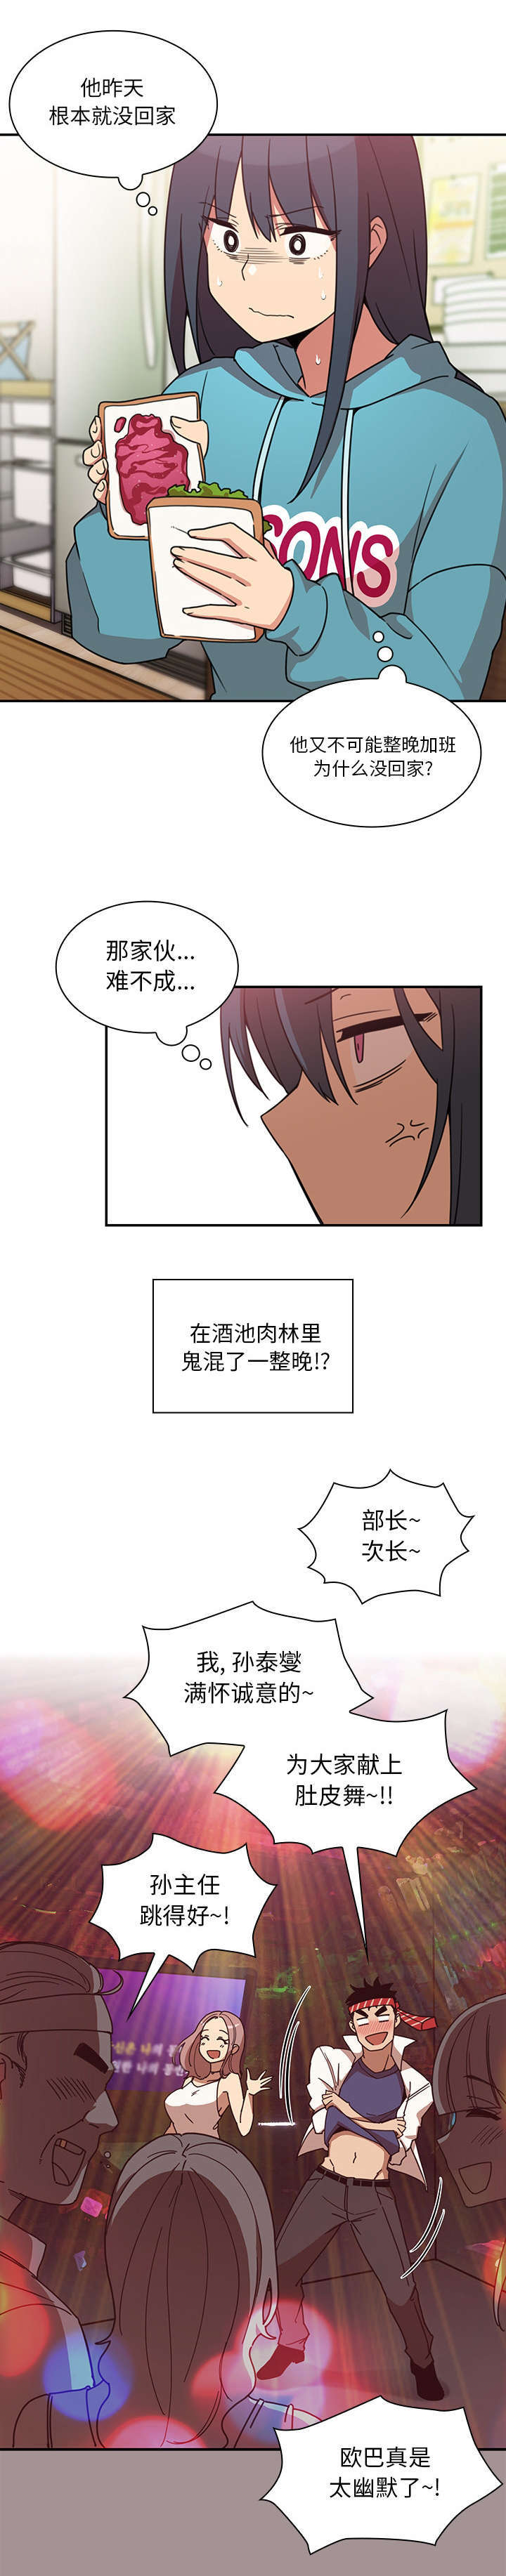 他昨天
根本就没回家
SONS
他又不可能整晚加班
为什么没回家?
那家伙...
难不成...
在酒池肉林里
鬼混了一整晚!?
部长~
次长~
我, 孙泰燮
满怀诚意的~
为大家献上
肚皮舞~!!
孙主任
跳得好~!
欧巴真是
太幽默了~!